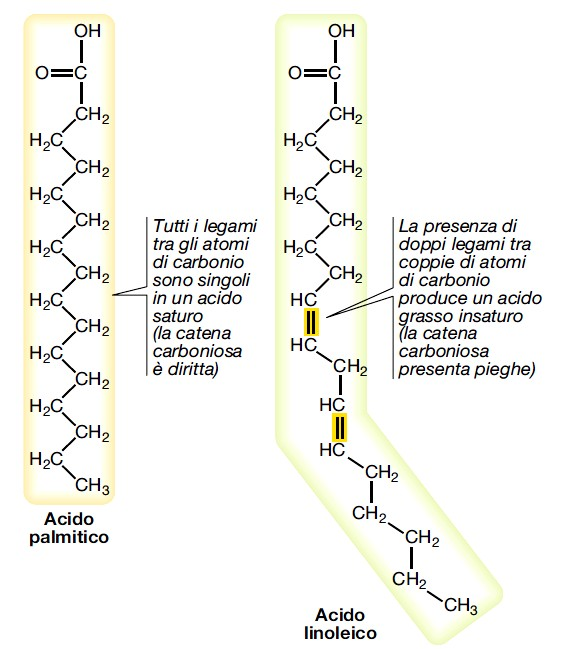 OH
O=C
CH₂
H₂C
CH₂
H₂C
CH₂
H₂C
CH₂
H₂C
CH₂
H₂C
CH₂
H₂C
CH₂
H₂C
CH₃
Acido
palmitico
Tutti i legami
tra gli atomi
di carbonio
sono singoli
in un acido
saturo
(la catena
carboniosa
è diritta)
OH
O=C
CH₂
H₂C
CH₂
H₂C
CH₂
H₂C
CH₂
HC
HC
CH₂
HC
HC
CH₂
CH₂
CH₂
CH₂
CH₃
Acido
linoleico
La presenza di
doppi legami tra
coppie di atomi
di carbonio
produce un acido
grasso insaturo
(la catena
carboniosa
presenta pieghe)